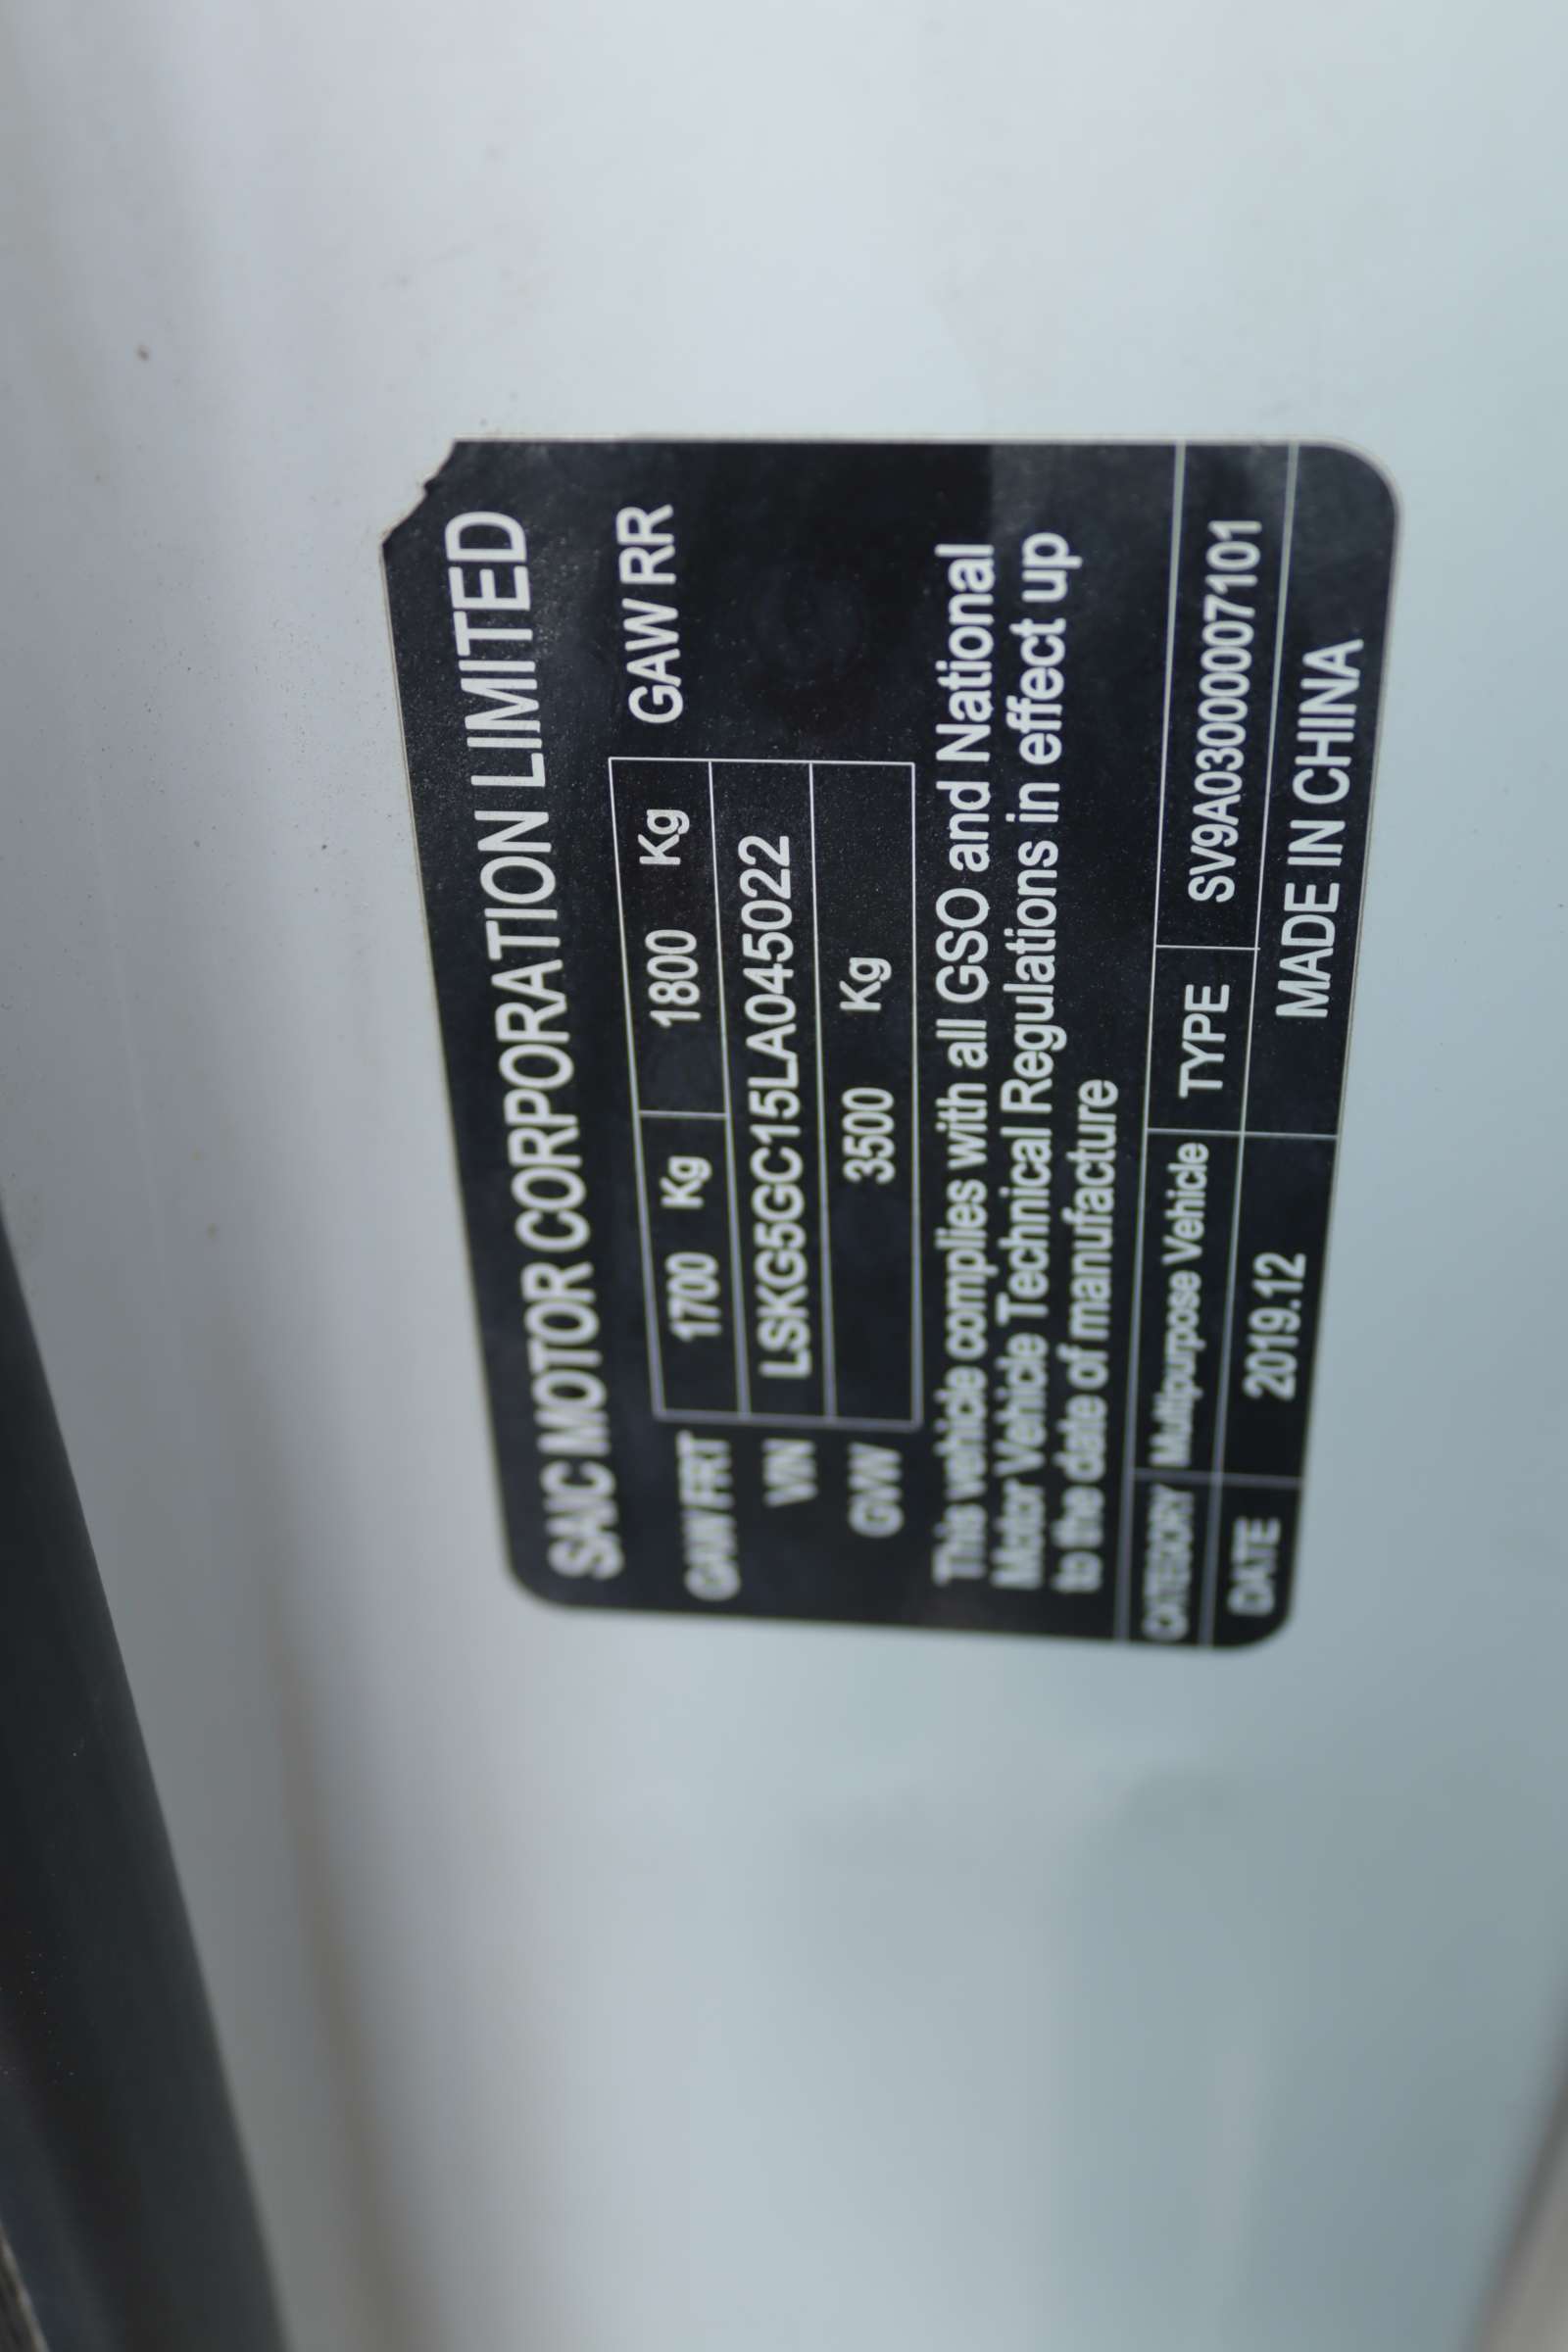 SAIC MOTOR CORPORATION LIMITED
GAW FRT 1700 Kg 1800 Kg GAW RR
VIN LSKG5GC15LA045022
GVW 3500 Kg
This vehicle complies with all GSO and National
Motor Vehicle Technical Regulations in effect up
to the date of manufacture
CATEGORY Multipurpose Vehicle TYPE SV9A03000007101
DATE 2019.12 MADE IN CHINA